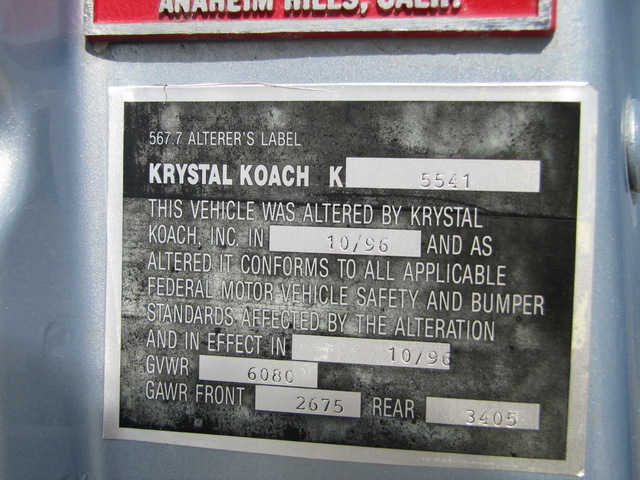 ANAHEIM HILLS, CALIF.
567.7 ALTERER'S LABEL
KRYSTAL KOACH K 5541
THIS VEHICLE WAS ALTERED BY KRYSTAL
KOACH, INC. IN 10/96 AND AS
ALTERED IT CONFORMS TO ALL APPLICABLE
FEDERAL MOTOR VEHICLE SAFETY AND BUMPER
STANDARDS AFFECTED BY THE ALTERATION
AND IN EFFECT IN 10/96
GVWR 6080
GAWR FRONT 2675 REAR 3405